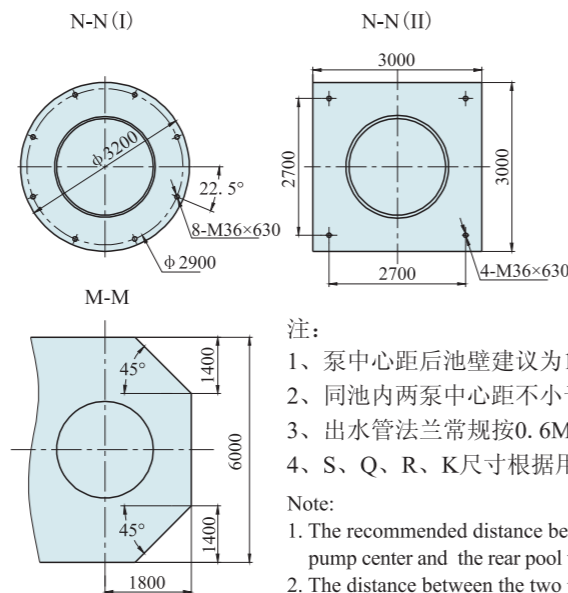 N-N(I)
N-N(II)
3000
φ3200
22.5°
8-M36×630
φ2900
2700
3000
2700
4-M36×630
M-M
45°
1400
6000
45°
1400
1800
注:
1、泵中心距后池壁建议为1
2、同池内两泵中心距不小
3、出水管法兰常规按0.6M
4、S、Q、R、K尺寸根据用
Note:
1. The recommended distance be
pump center and the rear pool
2. The distance between the two